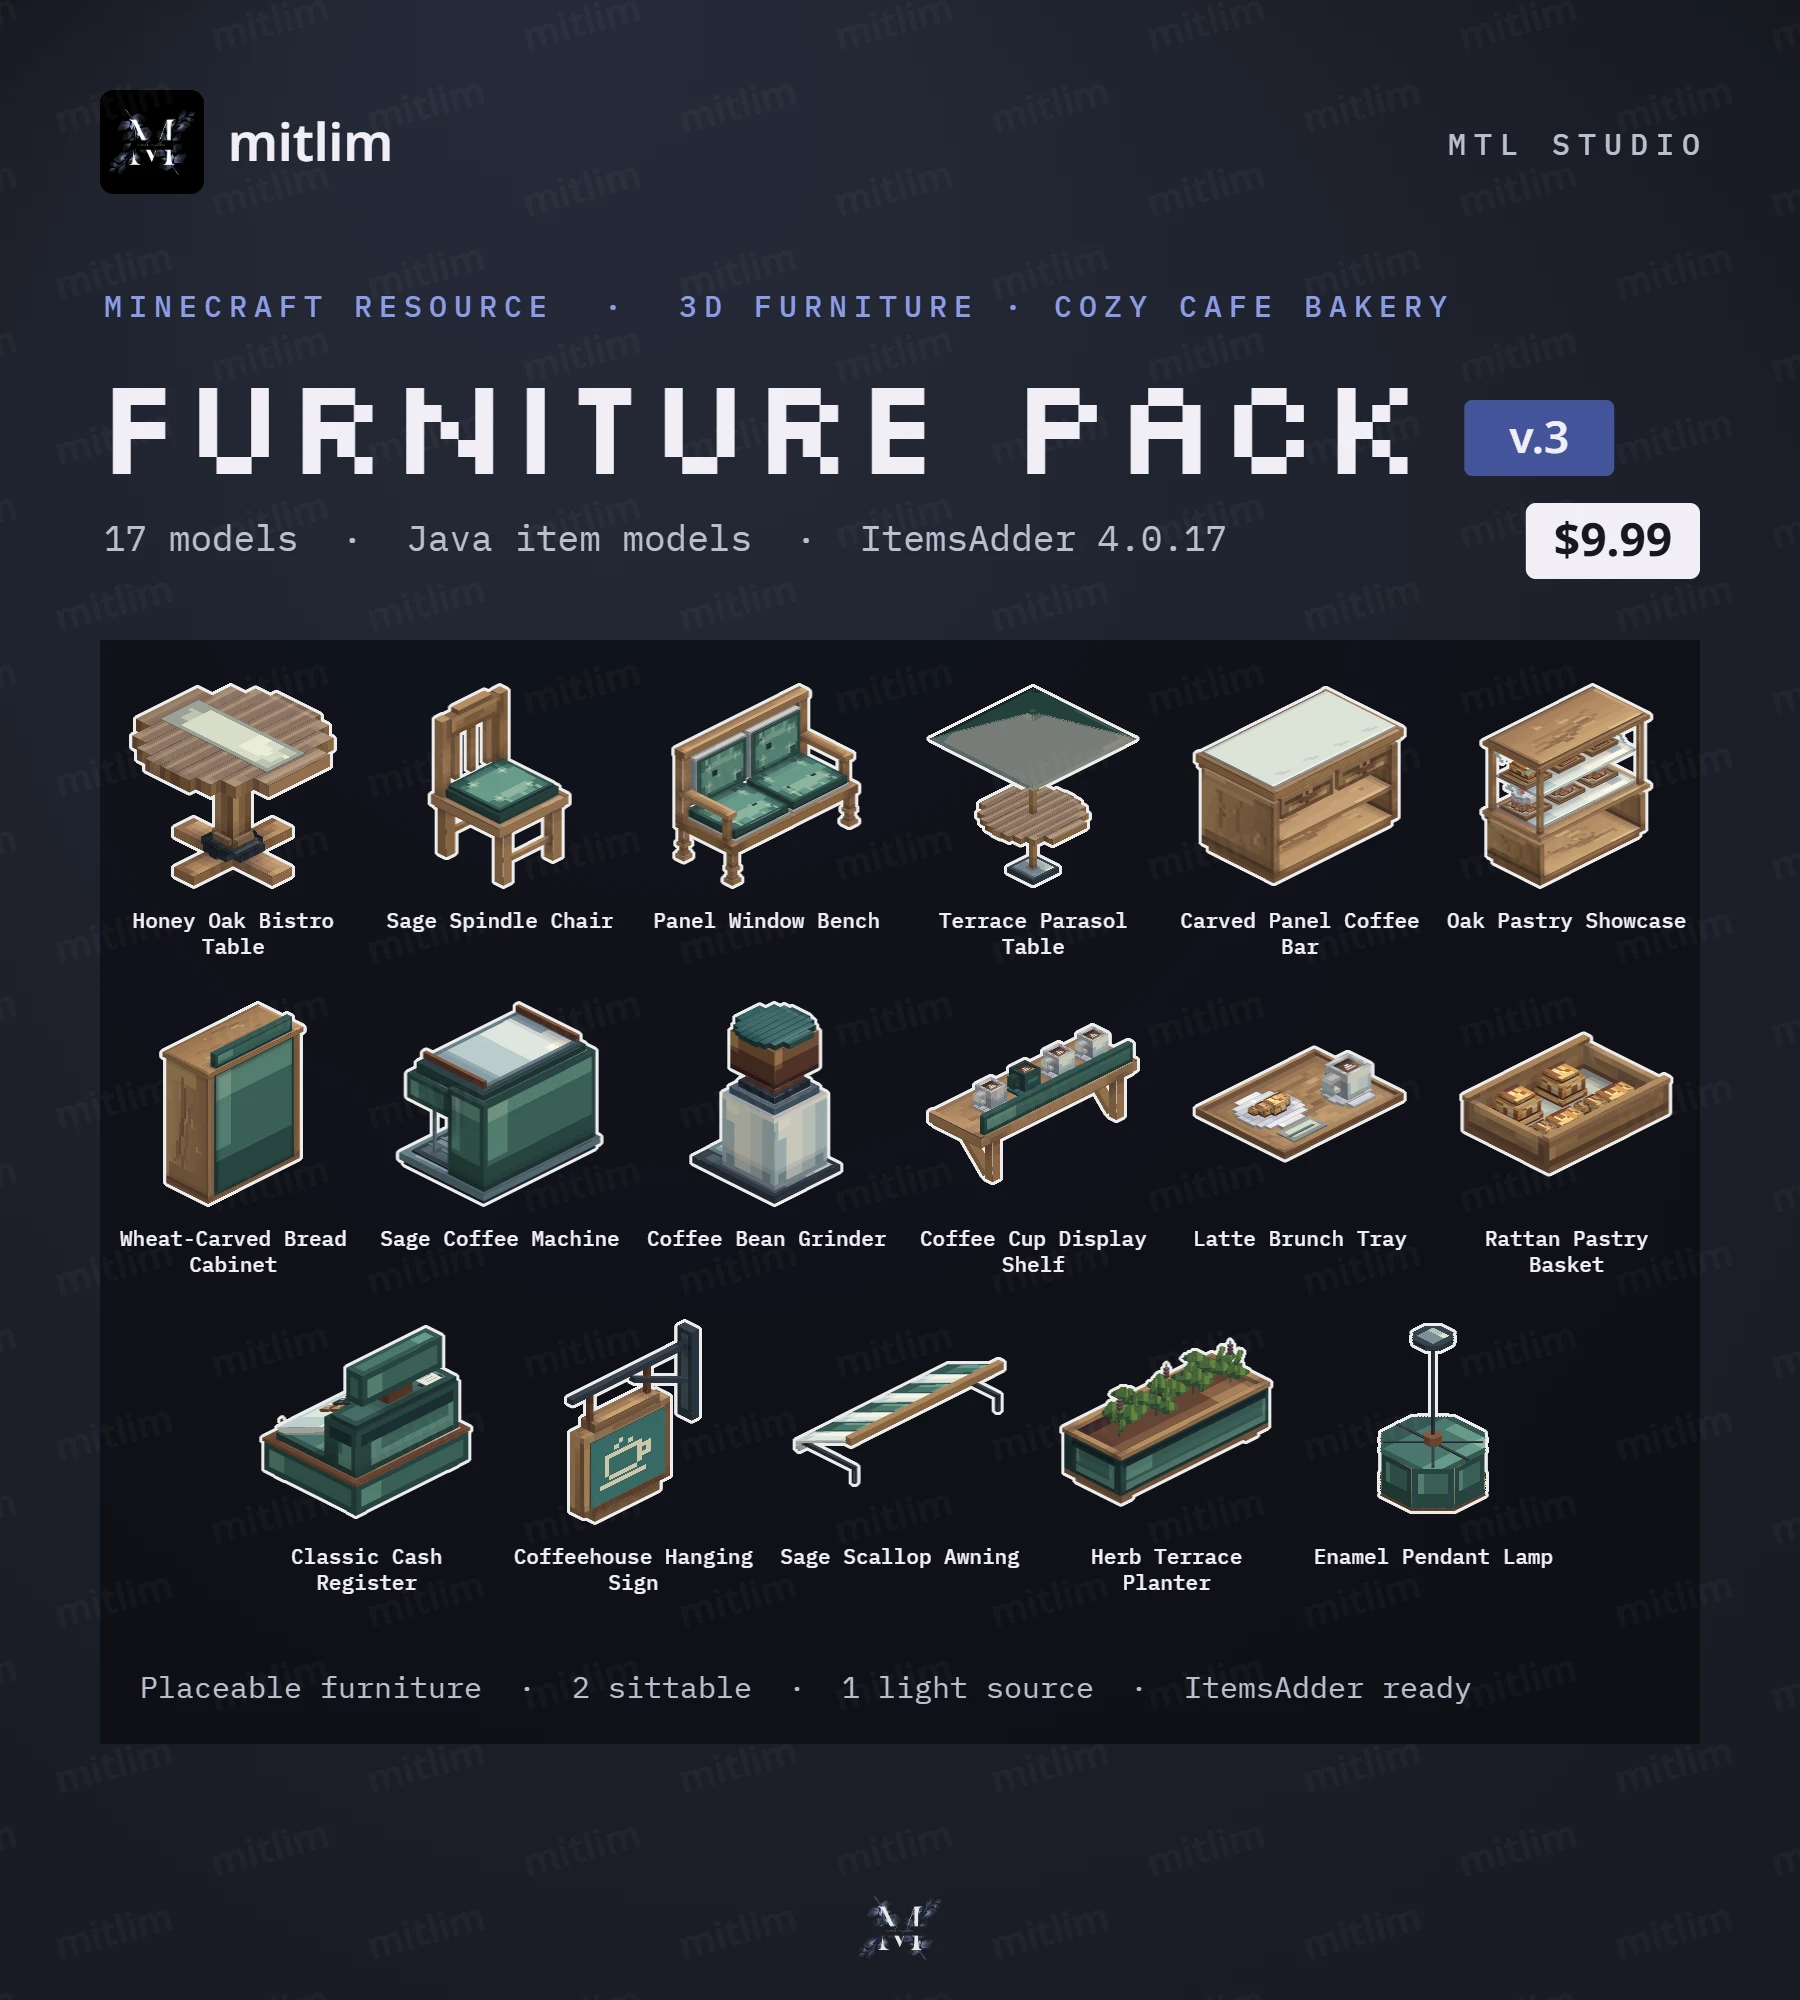 mitlim
MTL STUDIO
MINECRAFT RESOURCE · 3D FURNITURE · COZY CAFE BAKERY
FURNITURE PACK v.3
17 models · Java item models · ItemsAdder 4.0.17
$9.99
Honey Oak Bistro
Table
Sage Spindle Chair
Panel Window Bench
Terrace Parasol
Table
Carved Panel Coffee
Bar
Oak Pastry Showcase
Wheat-Carved Bread
Cabinet
Sage Coffee Machine
Coffee Bean Grinder
Coffee Cup Display
Shelf
Latte Brunch Tray
Rattan Pastry
Basket
Classic Cash
Register
Coffeehouse Hanging
Sign
Sage Scallop Awning
Herb Terrace
Planter
Enamel Pendant Lamp
Placeable furniture · 2 sittable · 1 light source · ItemsAdder ready
M